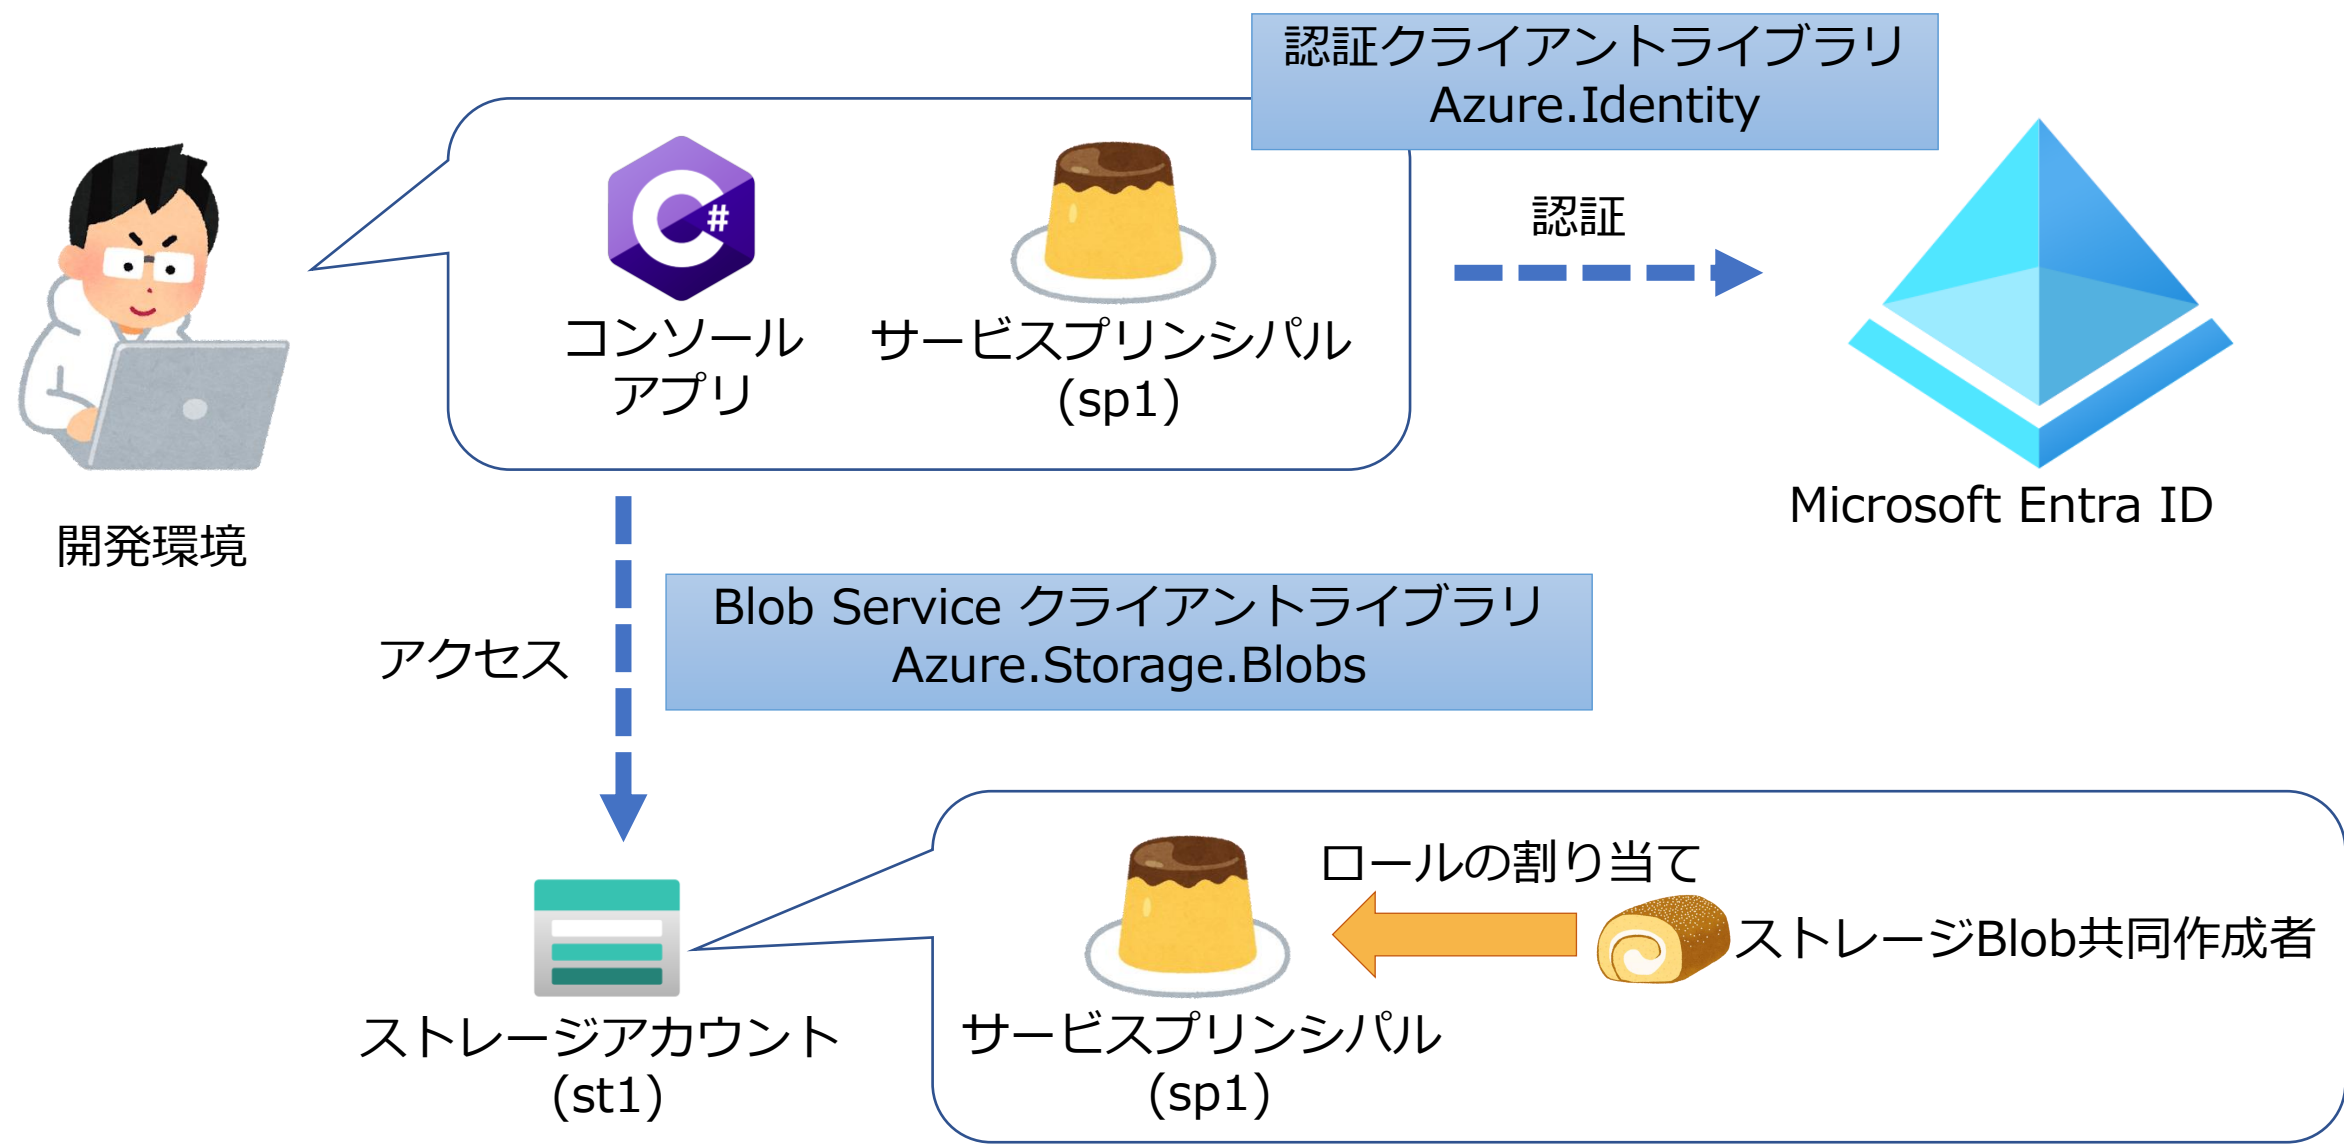 認証クライアントライブラリ
Azure.Identity
C#
コンソール
アプリ
サービスプリンシパル
(sp1)
認証
Microsoft Entra ID
開発環境
アクセス
Blob Service クライアントライブラリ
Azure.Storage.Blobs
ストレージアカウント
(st1)
サービスプリンシパル
(sp1)
ロールの割り当て
ストレージBlob共同作成者